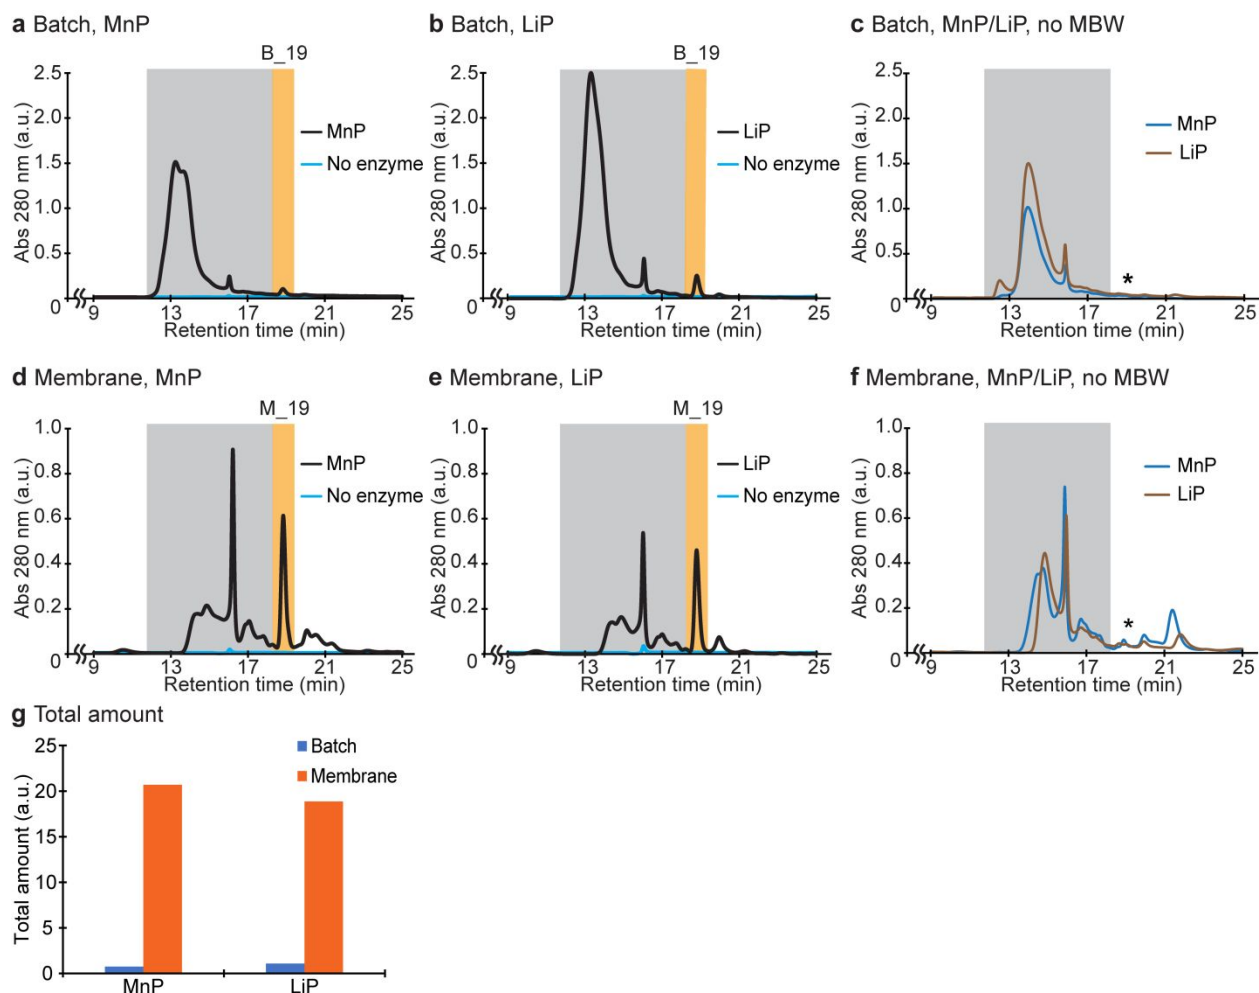 a Batch, MnP
B_19
2.5
2.0
1.5
1.0
0.5
0
Abs 280 nm (a.u.)
MnP
No enzyme
9 13 17 21 25
Retention time (min)
b Batch, LiP
B_19
2.5
2.0
1.5
1.0
0.5
0
Abs 280 nm (a.u.)
LiP
No enzyme
9 13 17 21 25
Retention time (min)
c Batch, MnP/LiP, no MBW
2.5
2.0
1.5
1.0
0.5
0
Abs 280 nm (a.u.)
MnP
LiP
*
9 13 17 21 25
Retention time (min)
d Membrane, MnP
M_19
1.0
0.8
0.6
0.4
0.2
0
Abs 280 nm (a.u.)
MnP
No enzyme
9 13 17 21 25
Retention time (min)
e Membrane, LiP
M_19
1.0
0.8
0.6
0.4
0.2
0
Abs 280 nm (a.u.)
LiP
No enzyme
9 13 17 21 25
Retention time (min)
f Membrane, MnP/LiP, no MBW
1.0
0.8
0.6
0.4
0.2
0
Abs 280 nm (a.u.)
MnP
LiP
*
9 13 17 21 25
Retention time (min)
g Total amount
25
20
15
10
5
0
Total amount (a.u.)
Batch
Membrane
MnP LiP